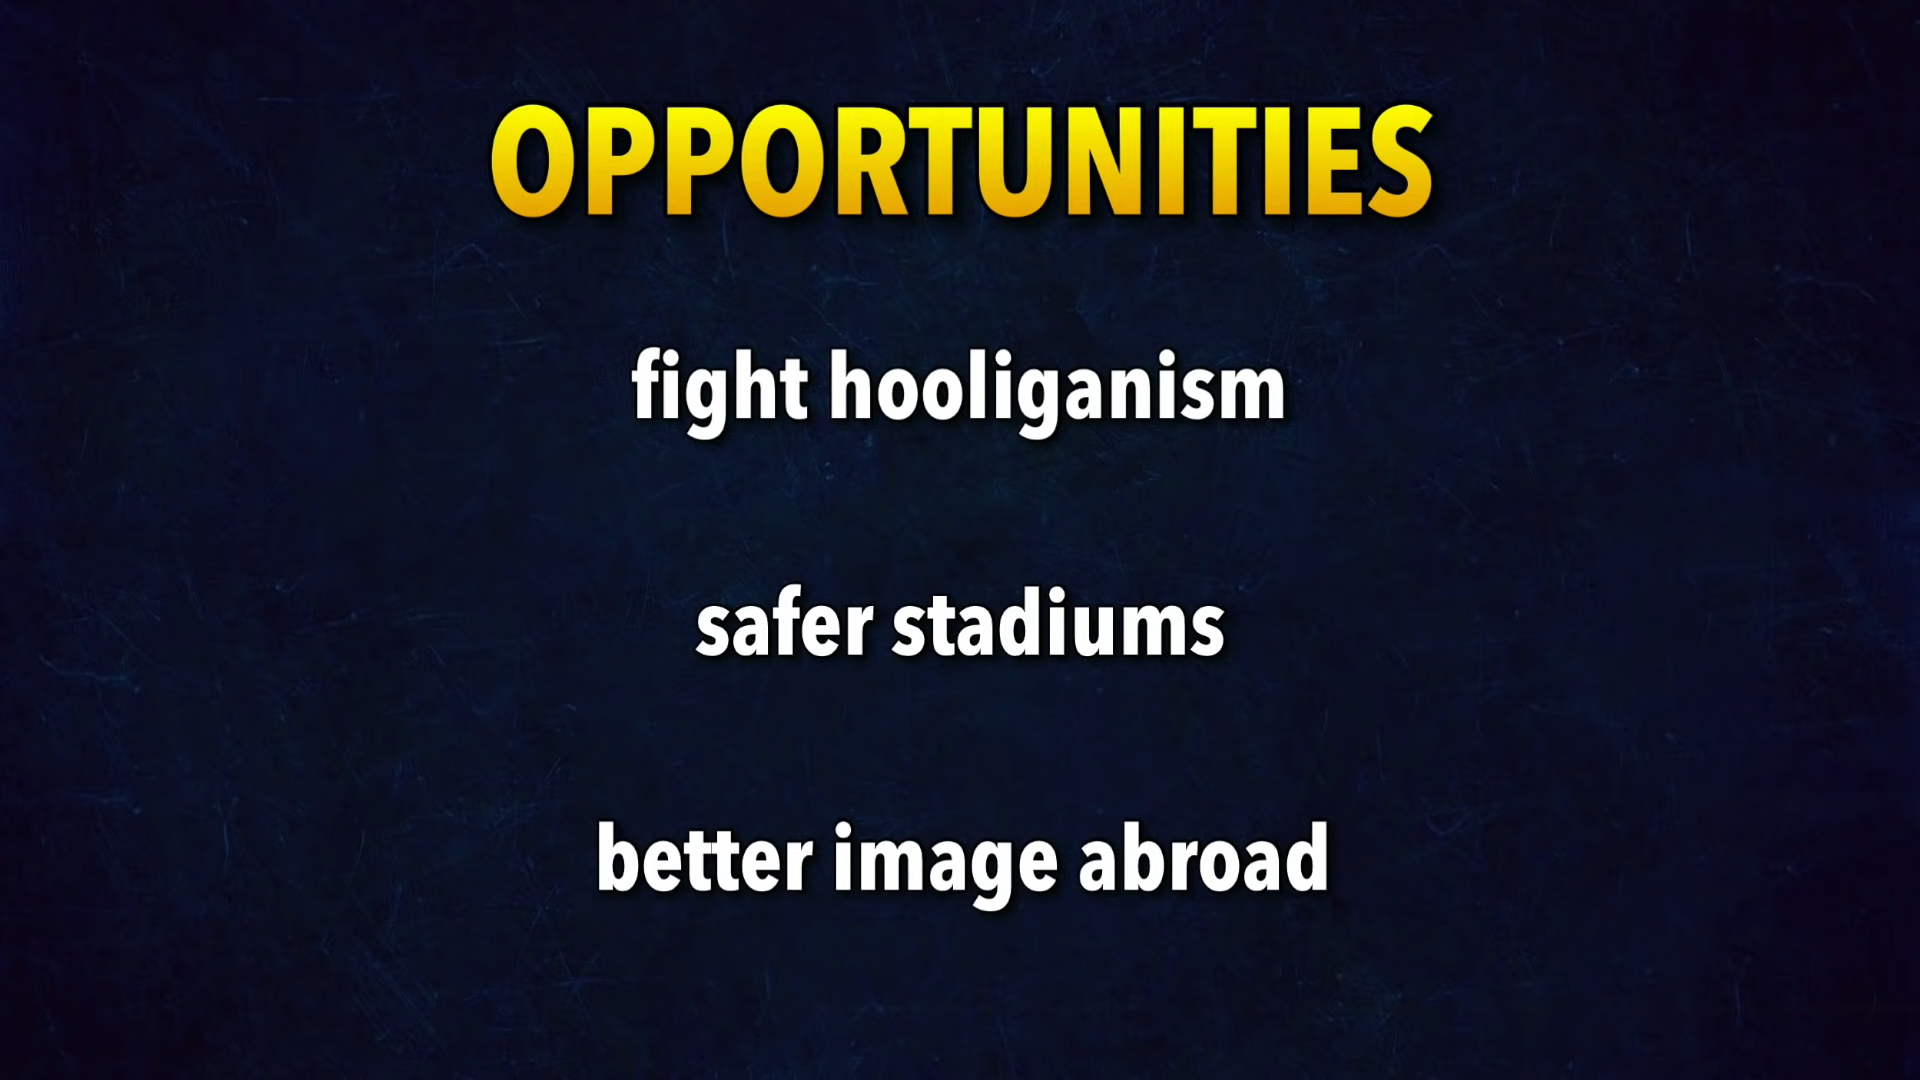 OPPORTUNITIES
fight hooliganism
safer stadiums
better image abroad